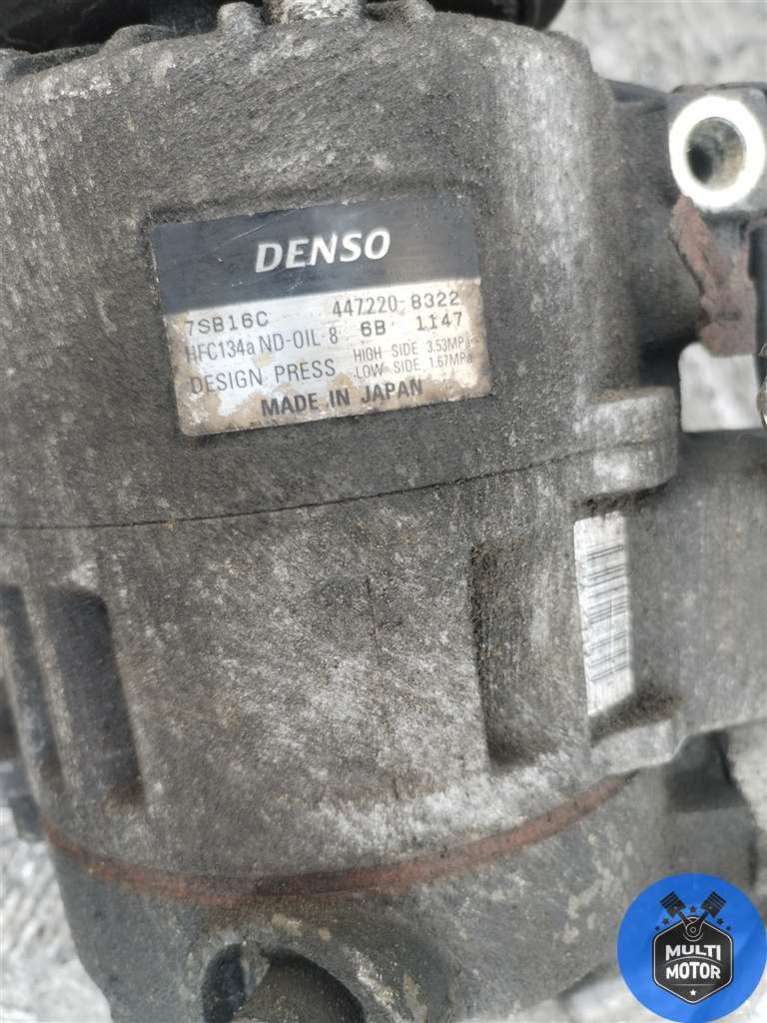 DENSO
7SB16C 447220-8322
HFC134a ND-OIL 8 6B 1147
DESIGN PRESS HIGH SIDE 3.53MPa
LOW SIDE 1.67MPa
MADE IN JAPAN
MULTI
MOTOR